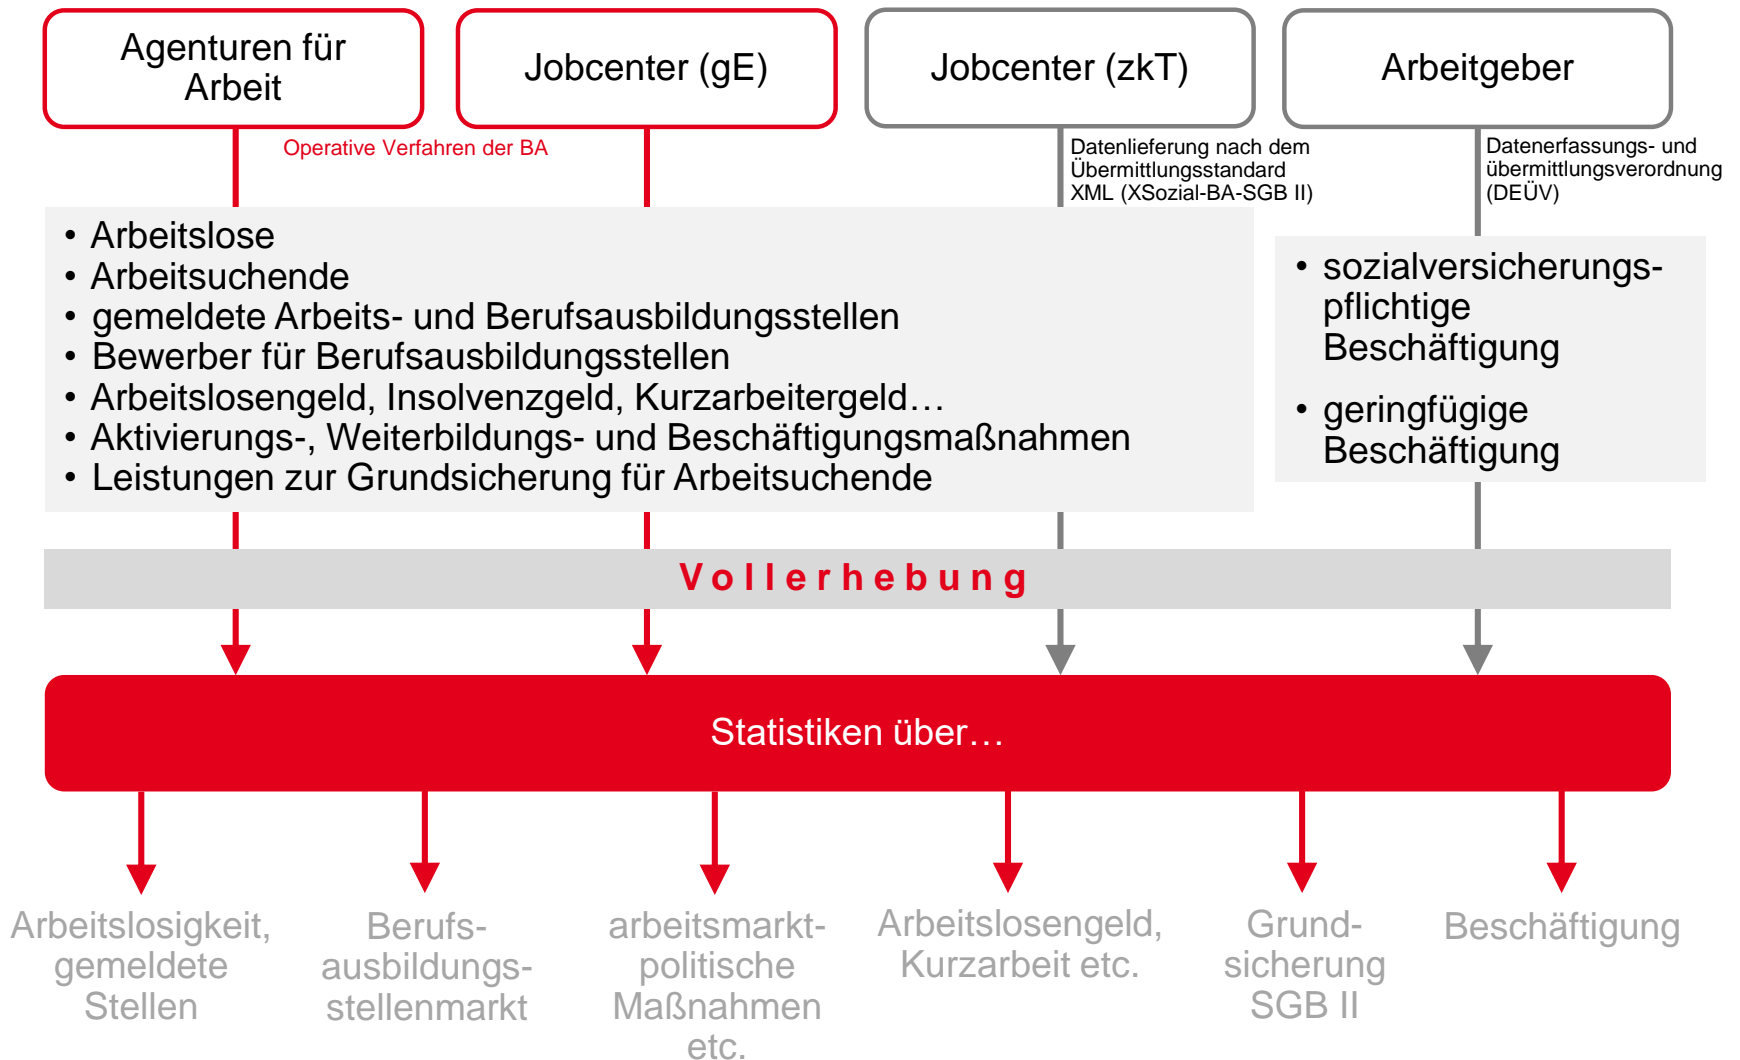 Agenturen für
Arbeit
Jobcenter (gE)
Jobcenter (zkT)
Arbeitgeber
Operative Verfahren der BA
Datenlieferung nach dem
Übermittlungsstandard
XML (XSozial-BA-SGB II)
Datenerfassungs- und
übermittlungsverordnung
(DEÜV)
• Arbeitslose
• Arbeitsuchende
• gemeldete Arbeits- und Berufsausbildungsstellen
• Bewerber für Berufsausbildungsstellen
• Arbeitslosengeld, Insolvenzgeld, Kurzarbeitergeld…
• Aktivierungs-, Weiterbildungs- und Beschäftigungsmaßnahmen
• Leistungen zur Grundsicherung für Arbeitsuchende
• sozialversicherungs-
pflichtige
Beschäftigung
• geringfügige
Beschäftigung
Vollerhebung
Statistiken über…
Arbeitslosigkeit,
gemeldete
Stellen
Berufs-
ausbildungs-
stellenmarkt
arbeitsmarkt-
politische
Maßnahmen
etc.
Arbeitslosengeld,
Kurzarbeit etc.
Grund-
sicherung
SGB II
Beschäftigung